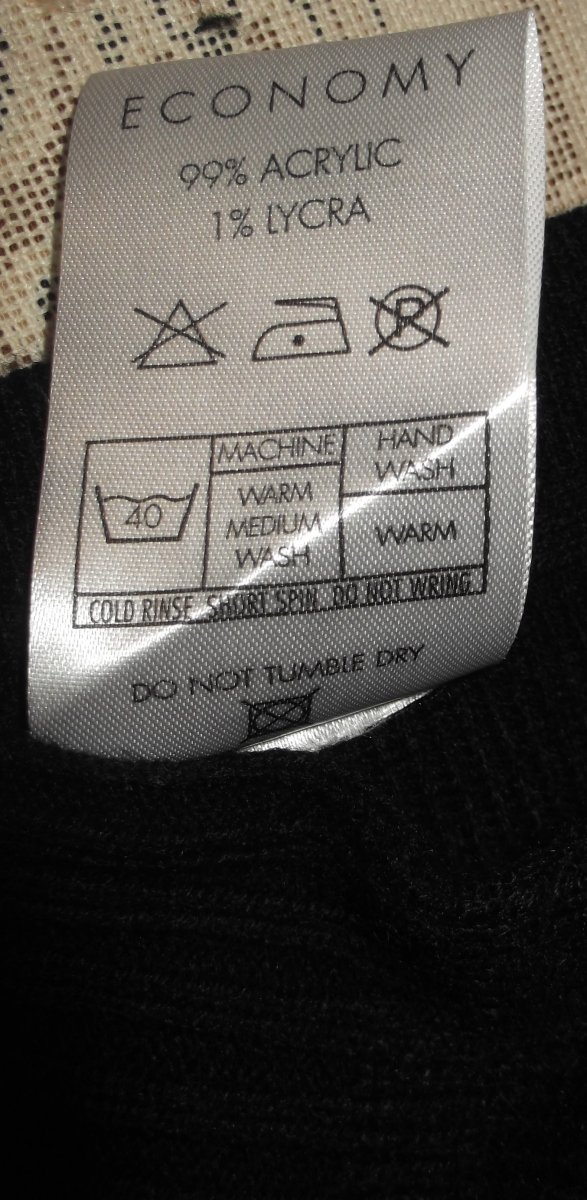 ECONOMY
99% ACRYLIC
1% LYCRA
P
40
MACHINE
WARM
MEDIUM
WASH
HAND
WASH
WARM
COLD RINSE SHORT SPIN DO NOT WRING
DO NOT TUMBLE DRY